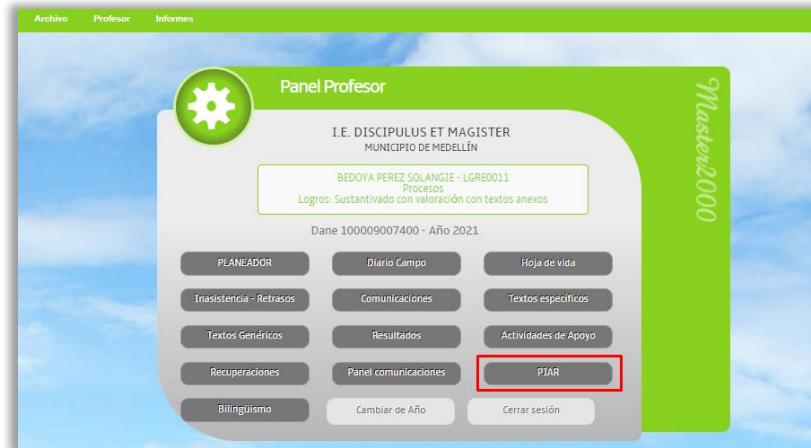 Archivo Profesor Informes
Panel Profesor
Master2000
I.E. DISCIPULUS ET MAGISTER
MUNICIPIO DE MEDELLÍN
BEDOYA PEREZ SOLANGIE - LGRE0011
Procesos
Logros: Sustantivado con valoración con textos anexos
Dane 100009007400 - Año 2021
PLANEADOR Diario Campo Hoja de vida
Inasistencia - Retrasos Comunicaciones Textos específicos
Textos Genéricos Resultados Actividades de Apoyo
Recuperaciones Panel comunicaciones PIAR
Bilingüismo Cambiar de Año Cerrar sesión